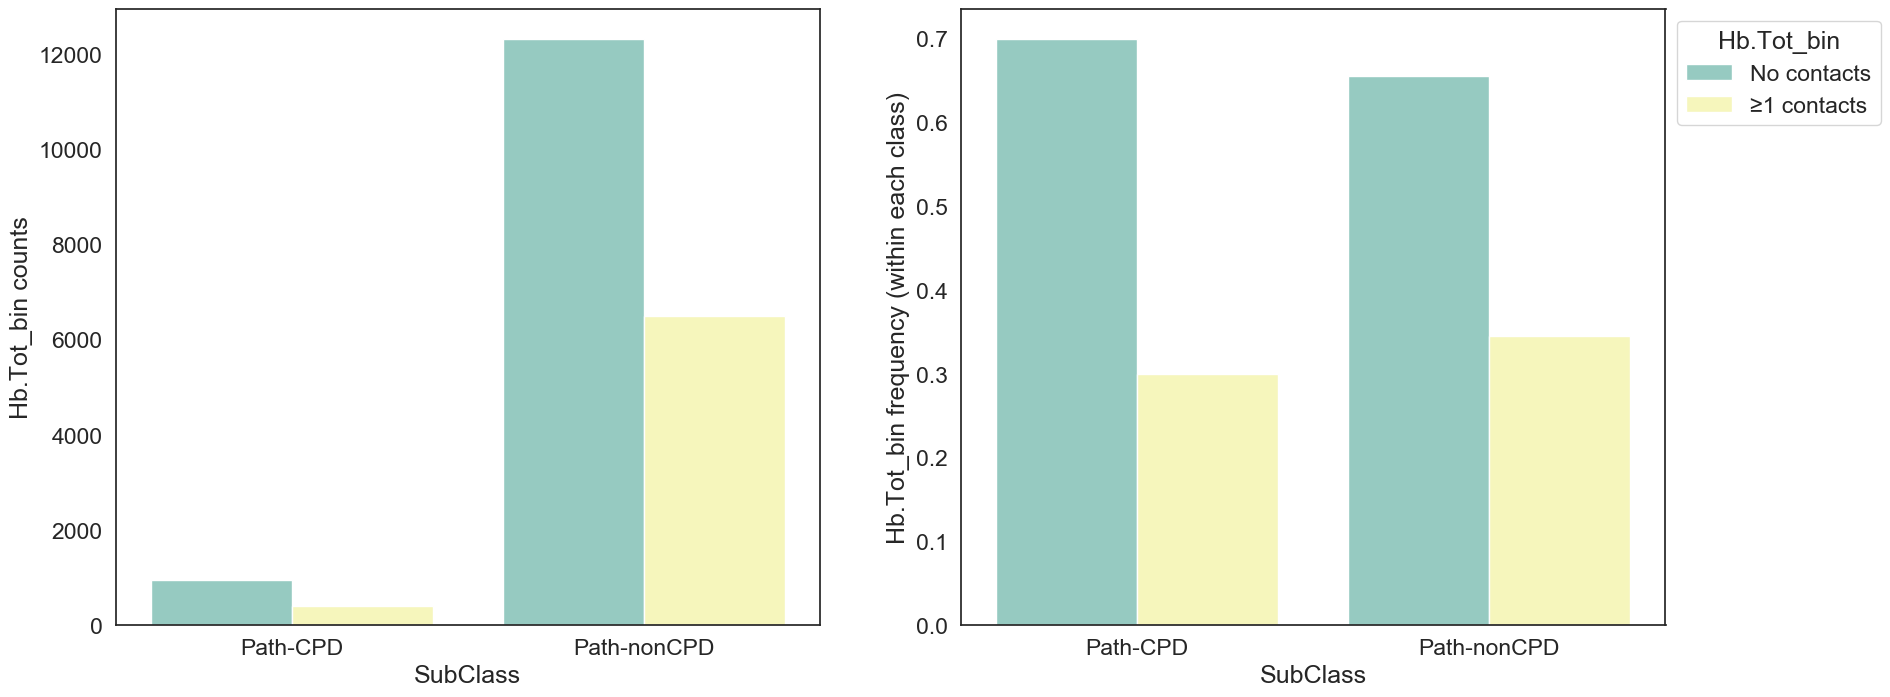 Hb.Tot_bin counts
12000
10000
8000
6000
4000
2000
0
Path-CPD
Path-nonCPD
SubClass
Hb.Tot_bin frequency (within each class)
0.7
0.6
0.5
0.4
0.3
0.2
0.1
0.0
Path-CPD
Path-nonCPD
SubClass
Hb.Tot_bin
No contacts
≥1 contacts